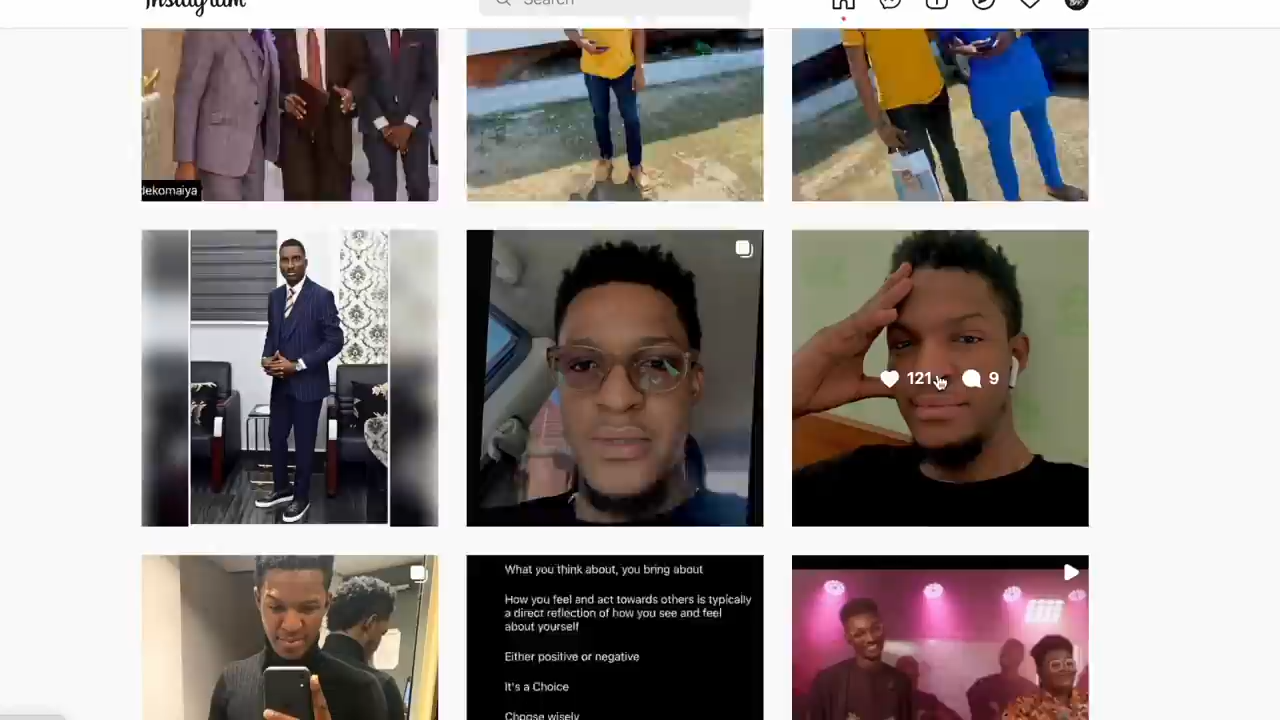 Instagram
Search
dekomaiya
121
9
What you think about, you bring about
How you feel and act towards others is typically
a direct reflection of how you see and feel
about yourself
Either positive or negative
It's a Choice
Choose wisely